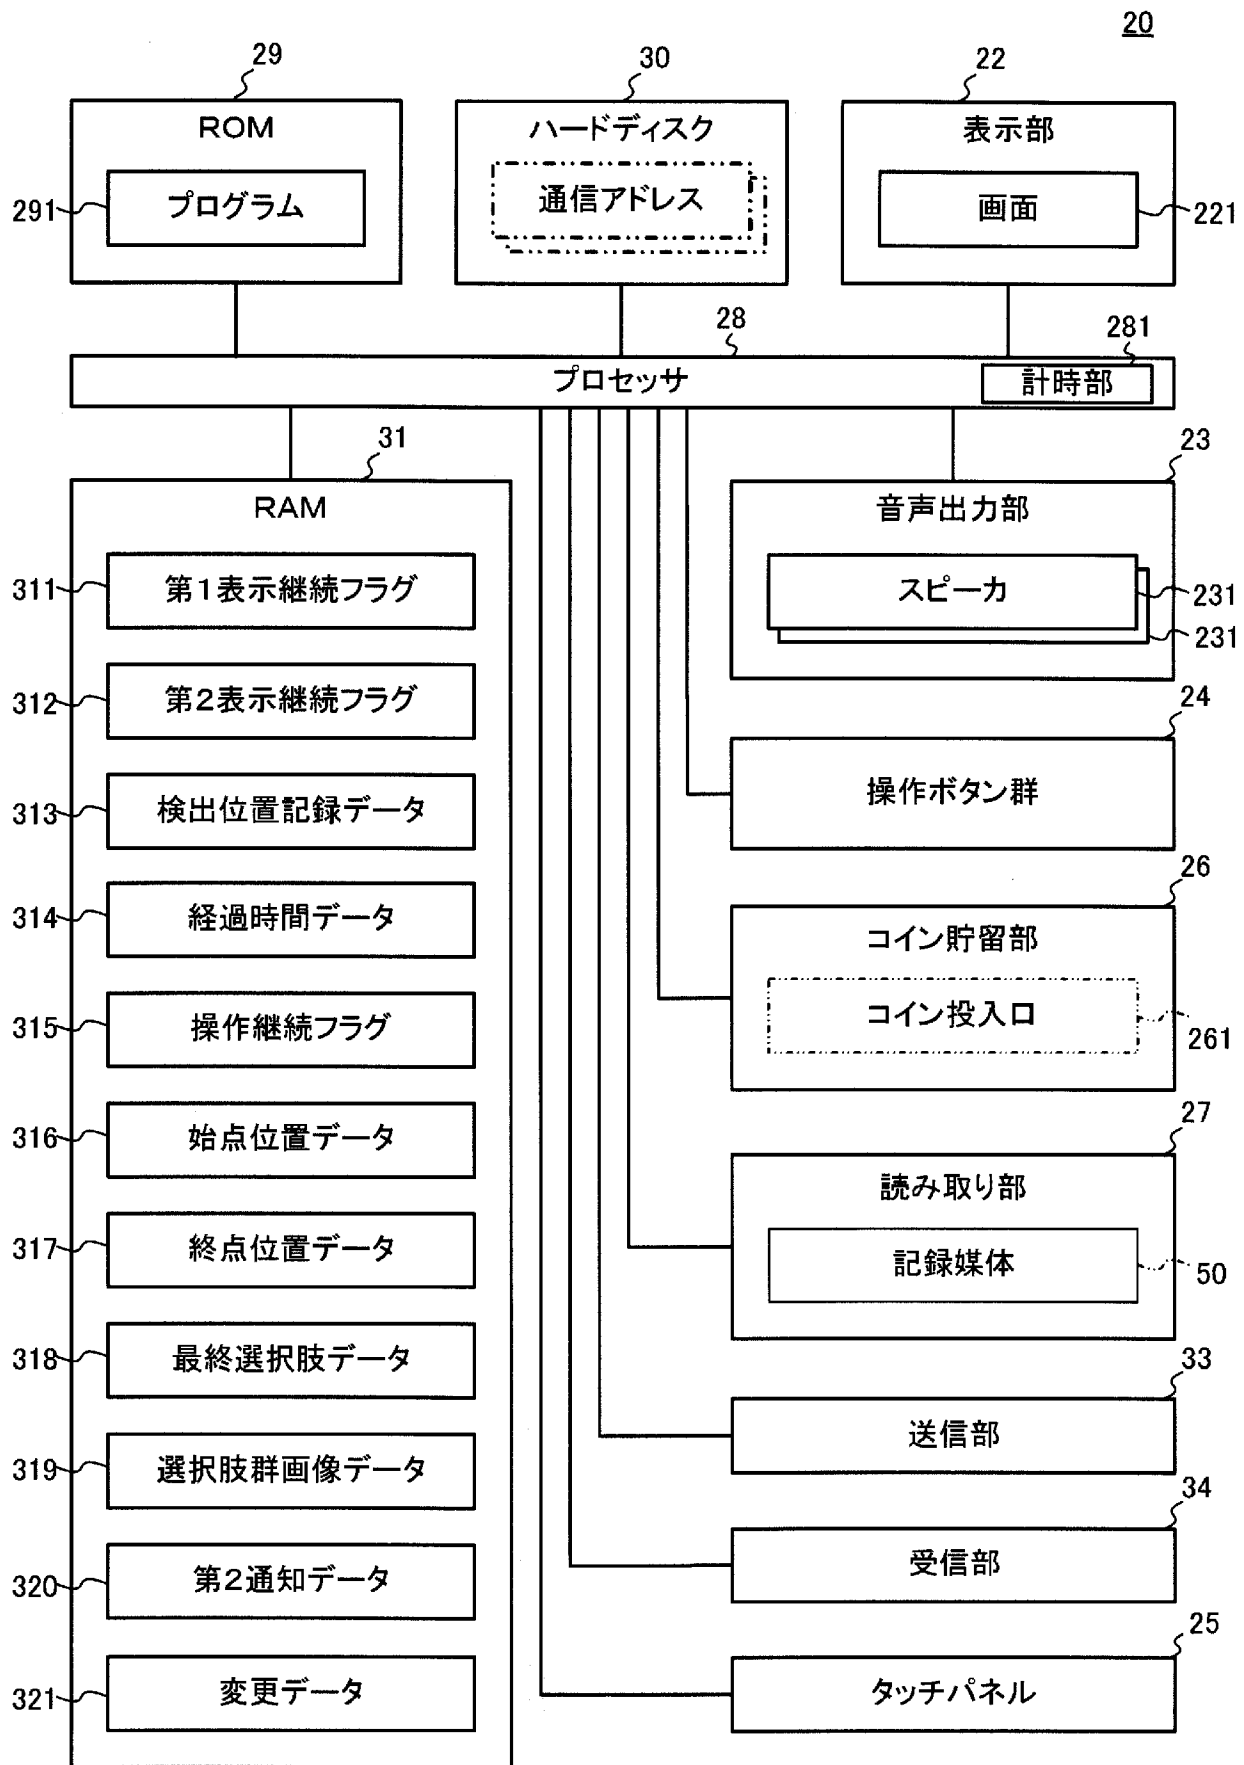 20
29
30
22
ROM
ハードディスク
表示部
291
プログラム
通信アドレス
画面
221
28
281
プロセッサ
計時部
31
23
RAM
音声出力部
311
第1表示継続フラグ
スピーカ
231
231
312
第2表示継続フラグ
24
313
検出位置記録データ
操作ボタン群
26
314
経過時間データ
コイン貯留部
315
操作継続フラグ
コイン投入口
261
316
始点位置データ
27
読み取り部
317
終点位置データ
記録媒体
50
318
最終選択肢データ
33
送信部
319
選択肢群画像データ
34
受信部
320
第2通知データ
25
321
変更データ
タッチパネル